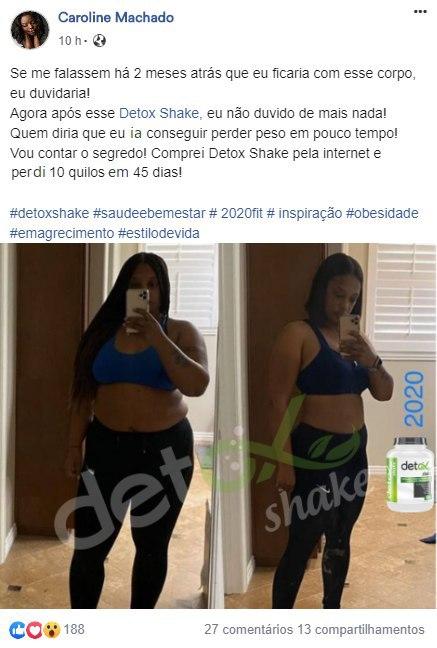 Caroline Machado
10 h ·
Se me falassem há 2 meses atrás que eu ficaria com esse corpo,
eu duvidaria!
Agora após esse Detox Shake, eu não duvido de mais nada!
Quem diria que eu ia conseguir perder peso em pouco tempo!
Vou contar o segredo! Comprei Detox Shake pela internet e
perdi 10 quilos em 45 dias!
#detoxshake #saudeebemestar # 2020fit # inspiração #obesidade
#emagrecimento #estilodevida
2020
detox
detox
shake
188
27 comentários 13 compartilhamentos